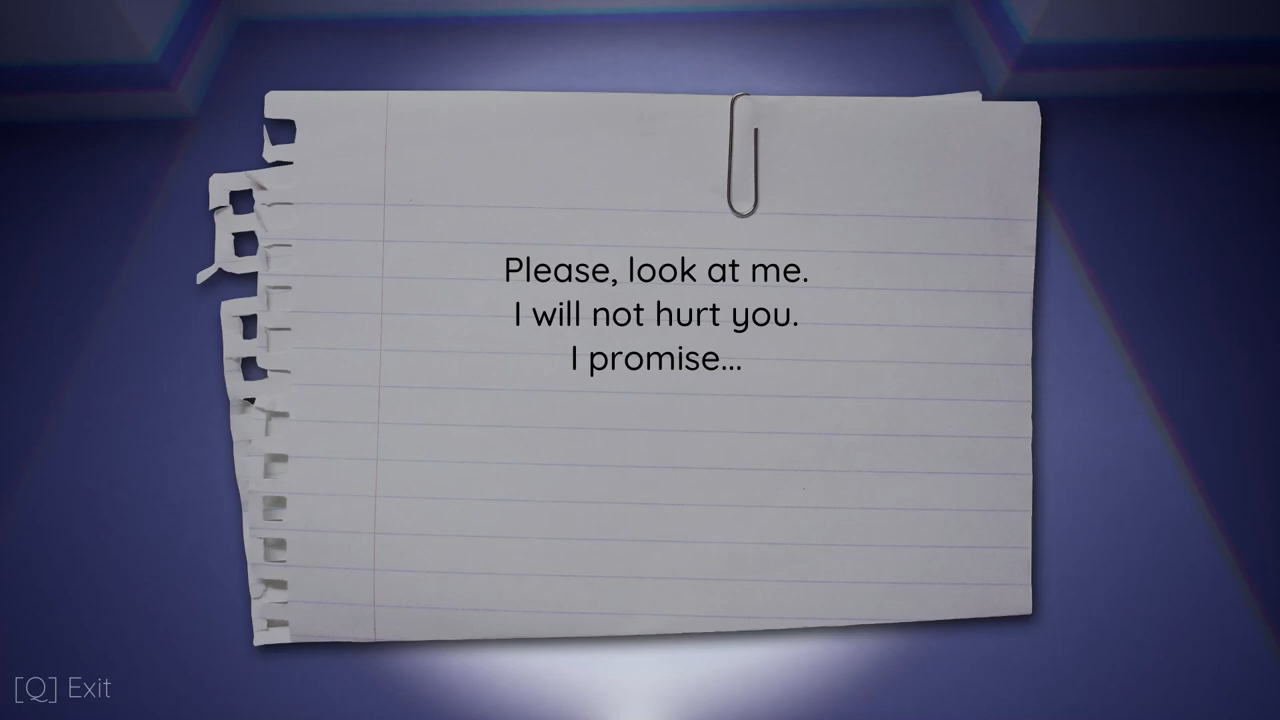 Please, look at me.
I will not hurt you.
I promise...
[Q] Exit